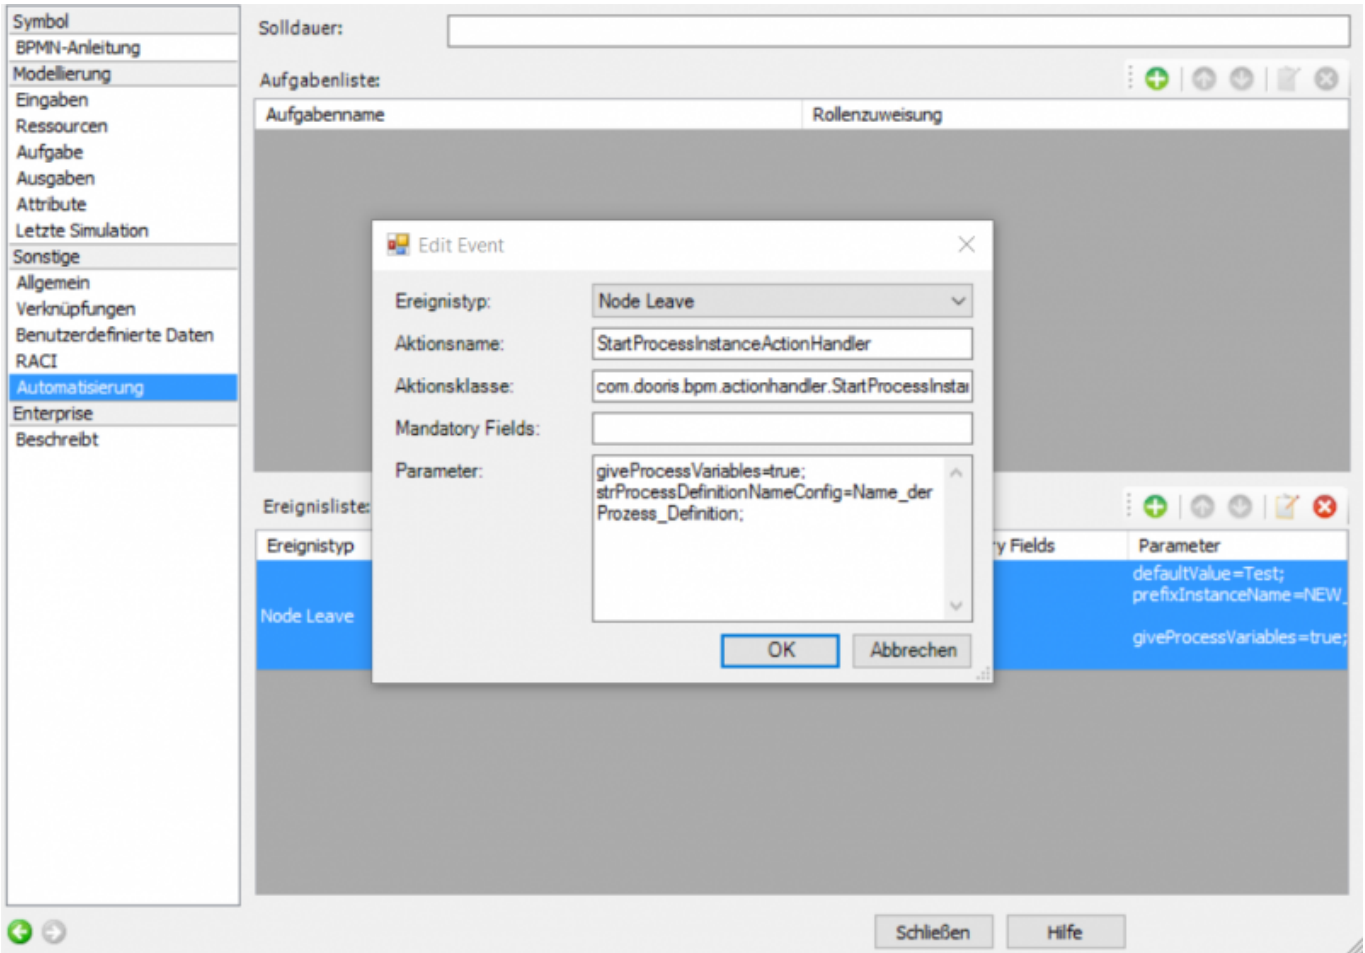 Symbol
BPMN-Anleitung
Modellierung
Eingaben
Ressourcen
Aufgabe
Ausgaben
Attribute
Letzte Simulation
Sonstige
Allgemein
Verknüpfungen
Benutzerdefinierte Daten
RACI
Automatisierung
Enterprise
Beschreibt
Solldauer:
Aufgabenliste:
Aufgabenname Rollenzuweisung
Edit Event
Ereignistyp: Node Leave
Aktionsname: StartProcessInstanceActionHandler
Aktionsklasse: com.dooris.bpm.actionhandler.StartProcessInsta
Mandatory Fields:
Parameter: giveProcessVariables=true;
strProcessDefinitionNameConfig=Name_der
Prozess_Definition;
OK Abbrechen
Ereignisliste:
Ereignistyp y Fields Parameter
Node Leave
defaultValue=Test;
prefixInstanceName=NEW_
giveProcessVariables=true;
Schließen Hilfe